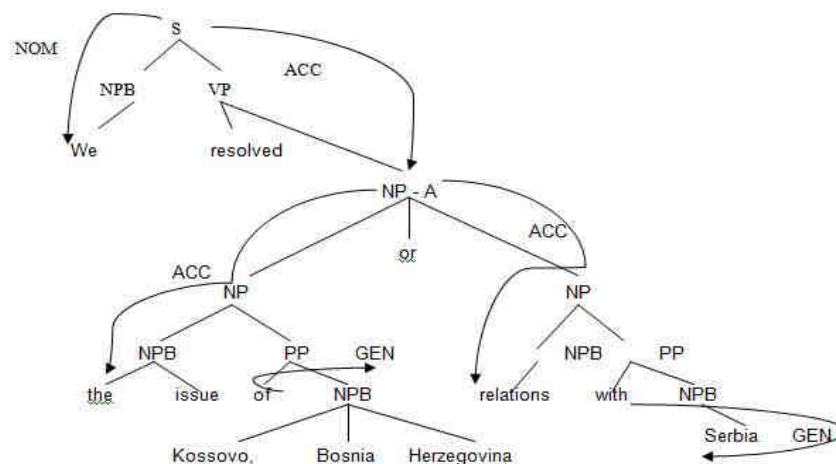 S
NOM
ACC
NPB VP
We resolved
NP - A
or ACC
ACC
NP NP
NPB PP GEN NPB PP
the issue of NPB relations with NPB
Serbia GEN
Kossovo, Bosnia Herzegovina